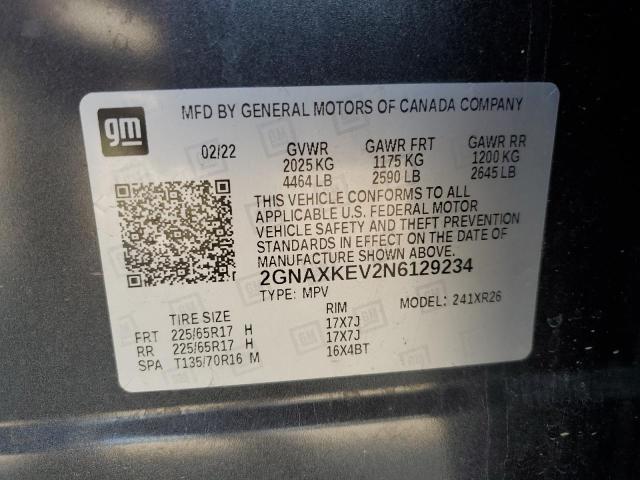 gm
MFD BY GENERAL MOTORS OF CANADA COMPANY
02/22 GVWR GAWR FRT GAWR RR
2025 KG 1175 KG 1200 KG
4464 LB 2590 LB 2645 LB
THIS VEHICLE CONFORMS TO ALL
APPLICABLE U.S. FEDERAL MOTOR
VEHICLE SAFETY AND THEFT PREVENTION
STANDARDS IN EFFECT ON THE DATE OF
MANUFACTURE SHOWN ABOVE.
2GNAXKEV2N6129234
TYPE: MPV MODEL: 241XR26
TIRE SIZE RIM
FRT 225/65R17 H 17X7J
RR 225/65R17 H 17X7J
SPA T135/70R16 M 16X4BT